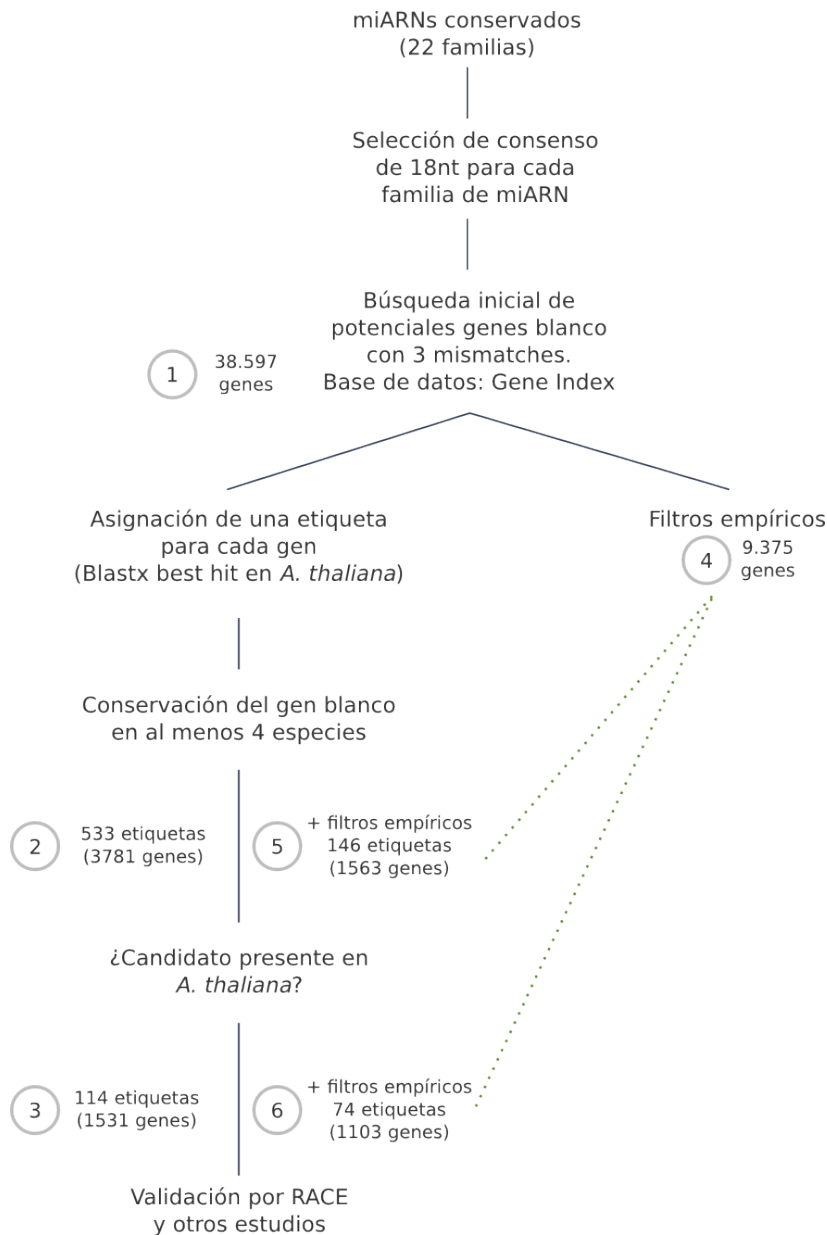 miARNs conservados
(22 familias)
Selección de consenso
de 18nt para cada
familia de miARN
Búsqueda inicial de
potenciales genes blanco
con 3 mismatches.
Base de datos: Gene Index
1
38.597
genes
Asignación de una etiqueta
para cada gen
(Blastx best hit en A. thaliana)
Filtros empíricos
4
9.375
genes
Conservación del gen blanco
en al menos 4 especies
2
533 etiquetas
(3781 genes)
5
+ filtros empíricos
146 etiquetas
(1563 genes)
¿Candidato presente en
A. thaliana?
3
114 etiquetas
(1531 genes)
6
+ filtros empíricos
74 etiquetas
(1103 genes)
Validación por RACE
y otros estudios